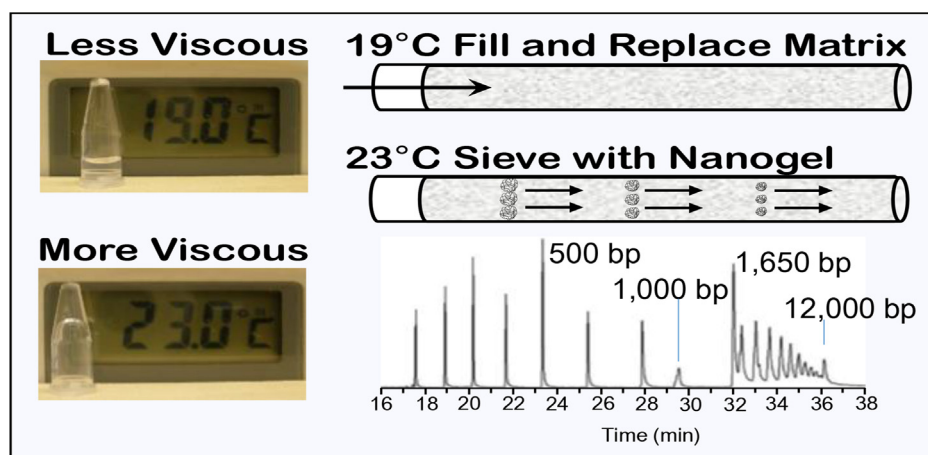 Less Viscous
19.0°C
More Viscous
23.0°C
19°C Fill and Replace Matrix
23°C Sieve with Nanogel
500 bp
1,000 bp
1,650 bp
12,000 bp
16 18 20 22 24 26 28 30 32 34 36 38
Time (min)